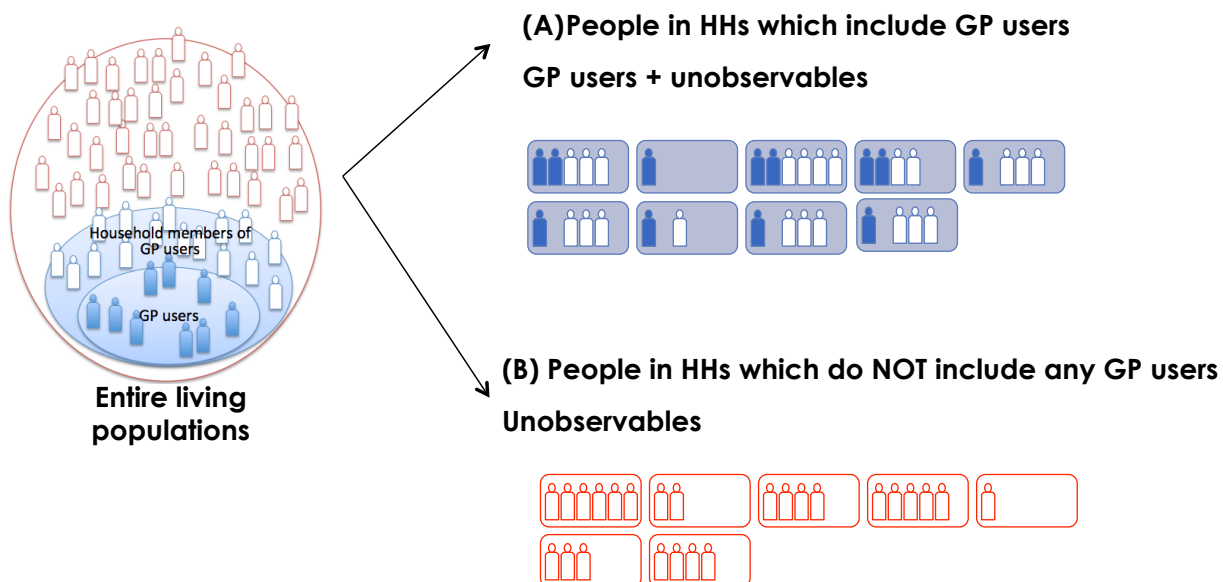 (A)People in HHs which include GP users
GP users + unobservables
Household members of
GP users
GP users
Entire living
populations
(B) People in HHs which do NOT include any GP users
Unobservables